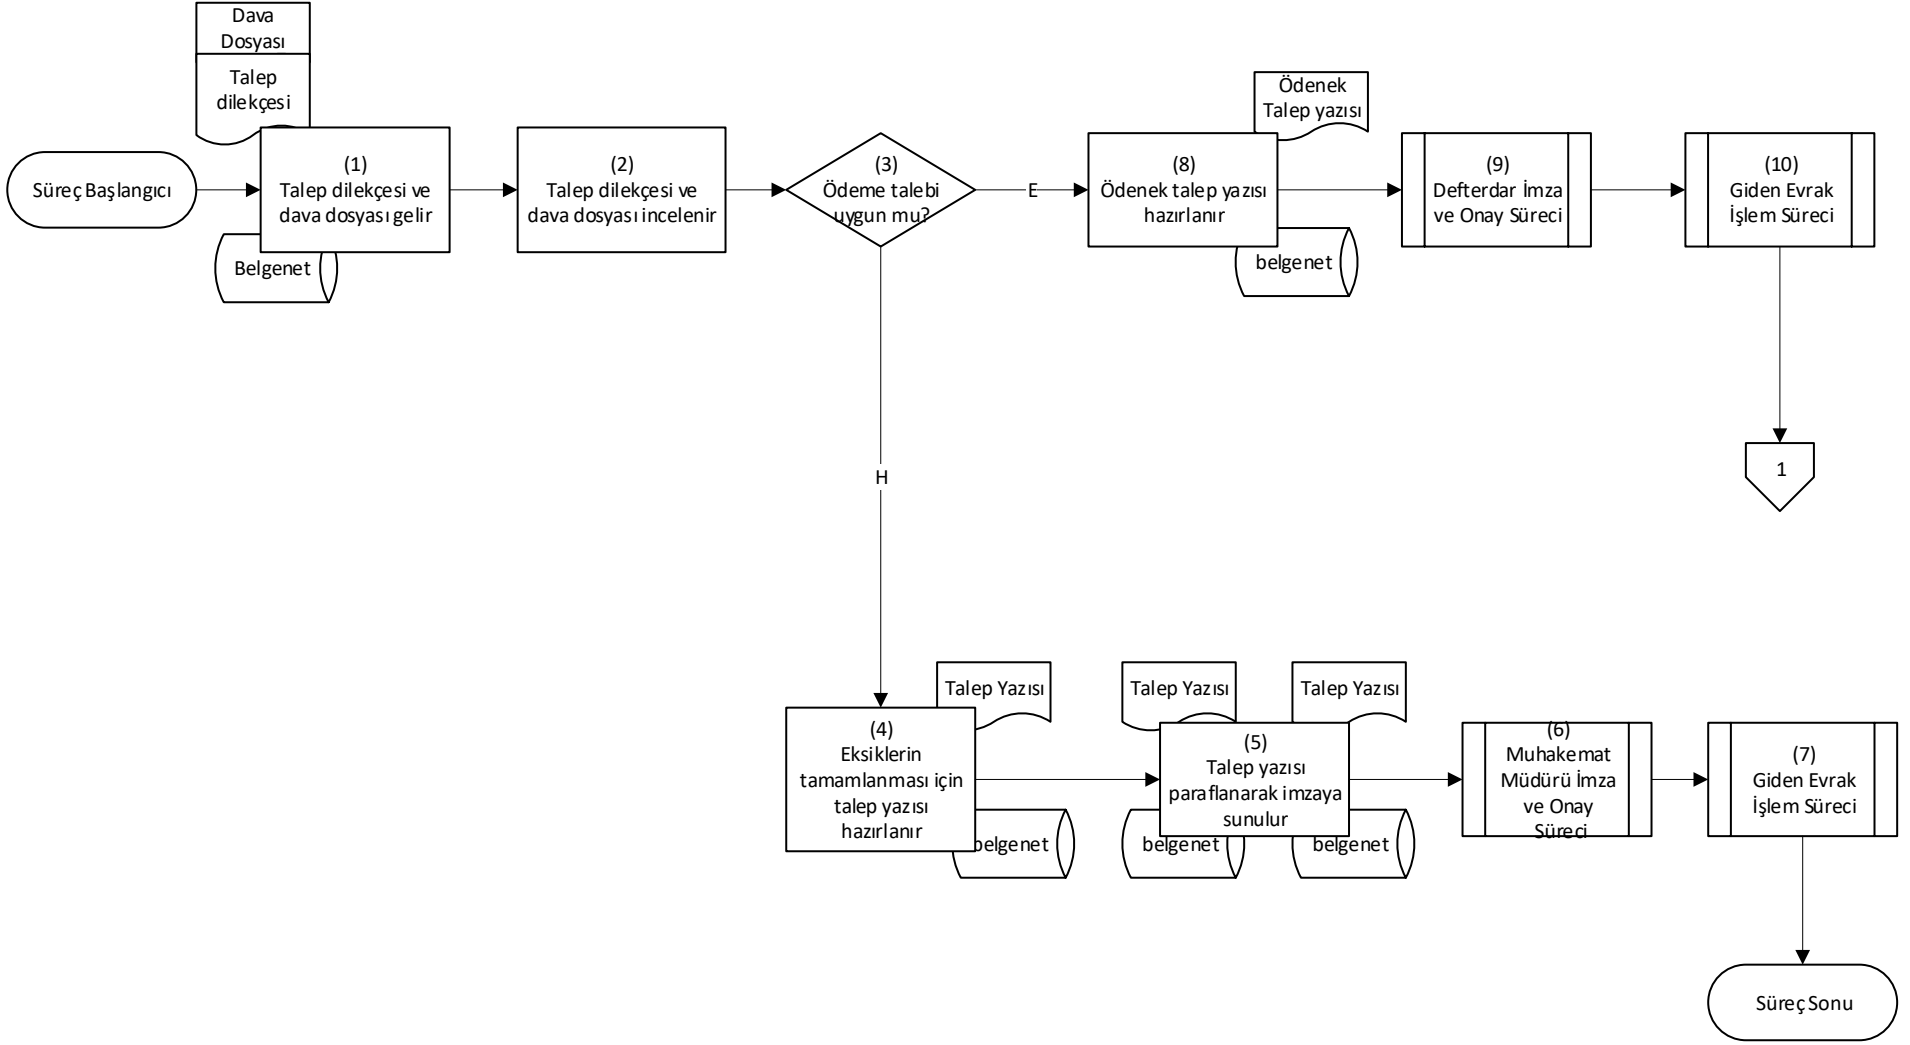 Dava
Dosyası
Talep
dilekçesi
Süreç Başlangıcı
(1)
Talep dilekçesi ve
dava dosyası gelir
Belgenet
(2)
Talep dilekçesi ve
dava dosyası incelenir
(3)
Ödeme talebi
uygun mu?
E
Ödenek
Talep yazısı
(8)
Ödenek talep yazısı
hazırlanır
belgenet
(9)
Defterdar İmza
ve Onay Süreci
(10)
Giden Evrak
İşlem Süreci
1
H
Talep Yazısı
(4)
Eksiklerin
tamamlanması için
talep yazısı
hazırlanır
belgenet
Talep Yazısı
Talep Yazısı
(5)
Talep yazısı
paraflanarak imzaya
sunulur
belgenet
belgenet
(6)
Muhakemat
Müdürü İmza
ve Onay
Süreci
(7)
Giden Evrak
İşlem Süreci
Süreç Sonu